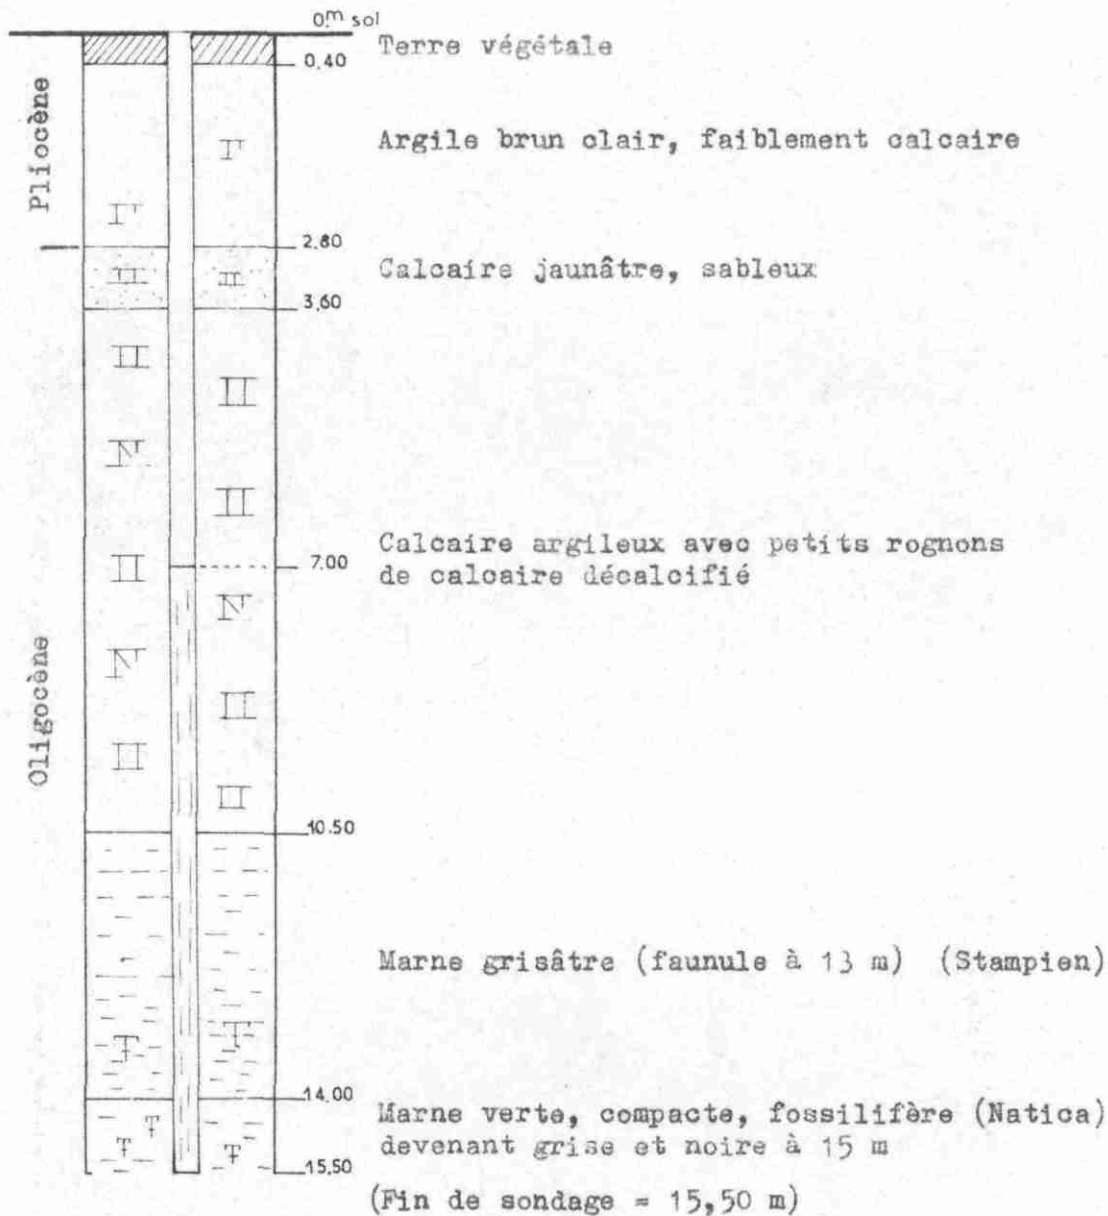 0m sol
Terre végétale
0,40
Pliocène
Argile brun clair, faiblement calcaire
2.80
Calcaire jaunâtre, sableux
3,60
Calcaire argileux avec petits rognons
7.00
de calcaire décalcifié
Oligocène
10.50
Marne grisâtre (faunule à 13 m) (Stampien)
14.00
Marne verte, compacte, fossilifère (Natica)
devenant grise et noire à 15 m
15,50
(Fin de sondage = 15,50 m)